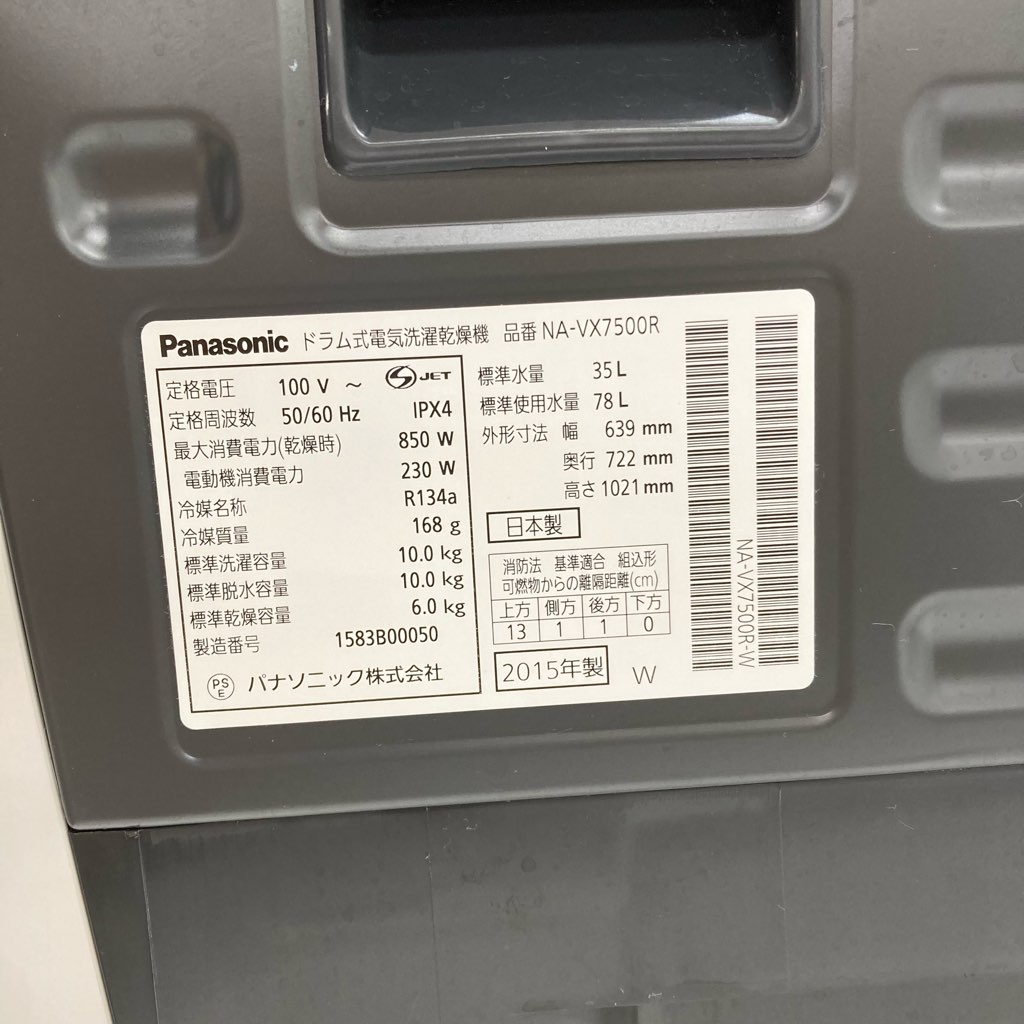 Panasonic ドラム式電気洗濯乾燥機 品番 NA-VX7500R
定格電圧 100 V ～ S JET
定格周波数 50/60 Hz IPX4
最大消費電力(乾燥時) 850 W
電動機消費電力 230 W
冷媒名称 R134a
冷媒質量 168 g
標準洗濯容量 10.0 kg
標準脱水容量 10.0 kg
標準乾燥容量 6.0 kg
製造番号 1583B00050
PS E パナソニック株式会社
標準水量 35 L
標準使用水量 78 L
外形寸法 幅 639 mm
奥行 722 mm
高さ 1021 mm
日本製
消防法 基準適合 組込形
可燃物からの離隔距離(cm)
上方 側方 後方 下方
13 1 1 0
2015年製 W
NA-VX7500R-W